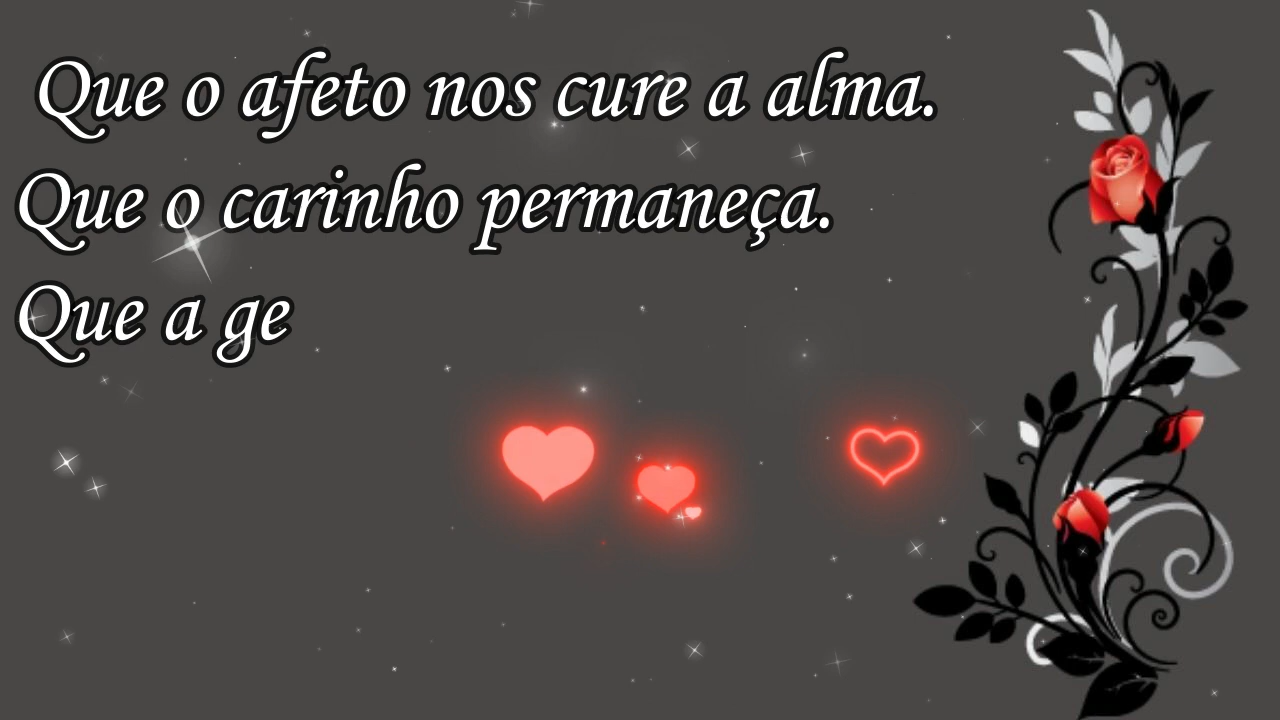 Que o afeto nos cure a alma.
Que o carinho permaneça.
Que a ge